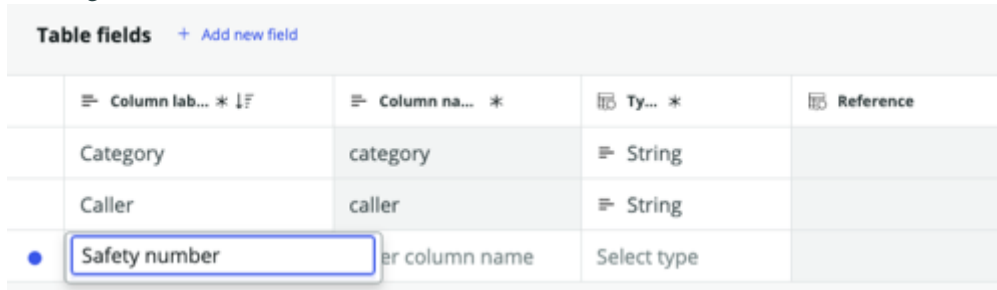 Table fields + Add new field
Column lab... * Column na... * Ty... * Reference
Category category String
Caller caller String
Safety number er column name Select type